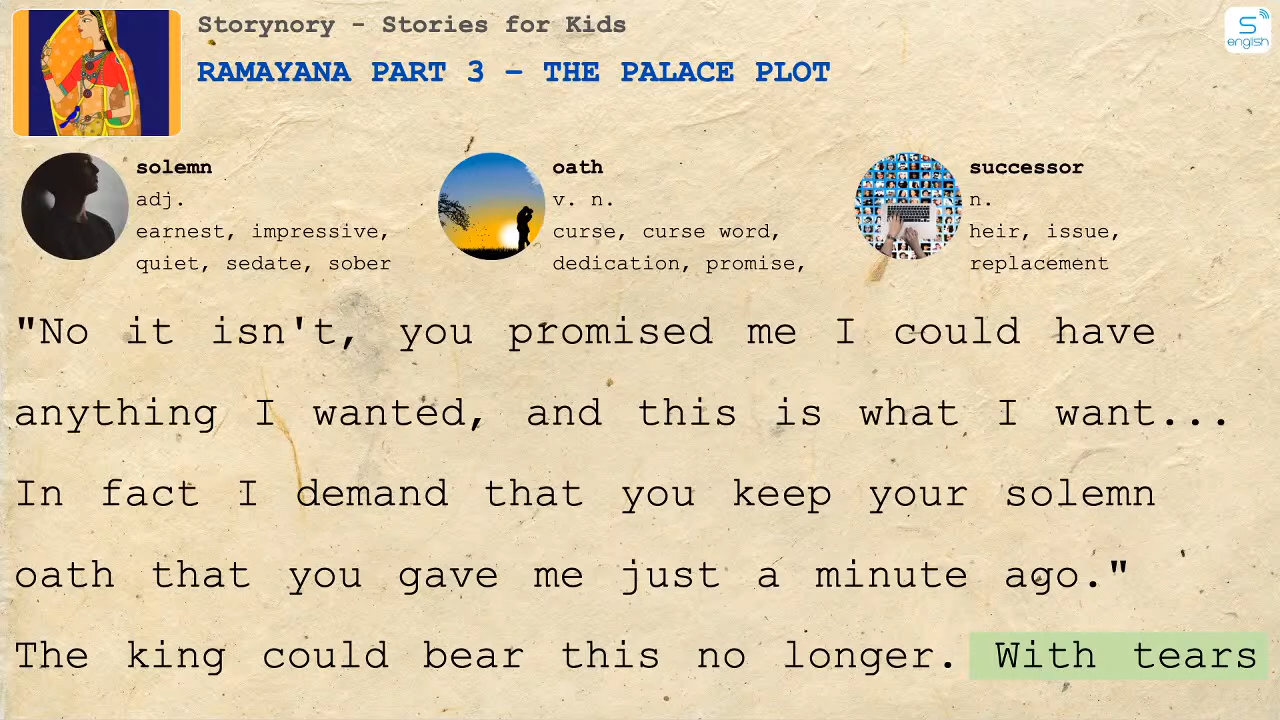 Storynory - Stories for Kids
RAMAYANA PART 3 – THE PALACE PLOT
S
english
solemn
adj.
earnest, impressive,
quiet, sedate, sober
oath
v. n.
curse, curse word,
dedication, promise,
successor
n.
heir, issue,
replacement
"No it isn't, you promised me I could have
anything I wanted, and this is what I want...
In fact I demand that you keep your solemn
oath that you gave me just a minute ago."
The king could bear this no longer. With tears